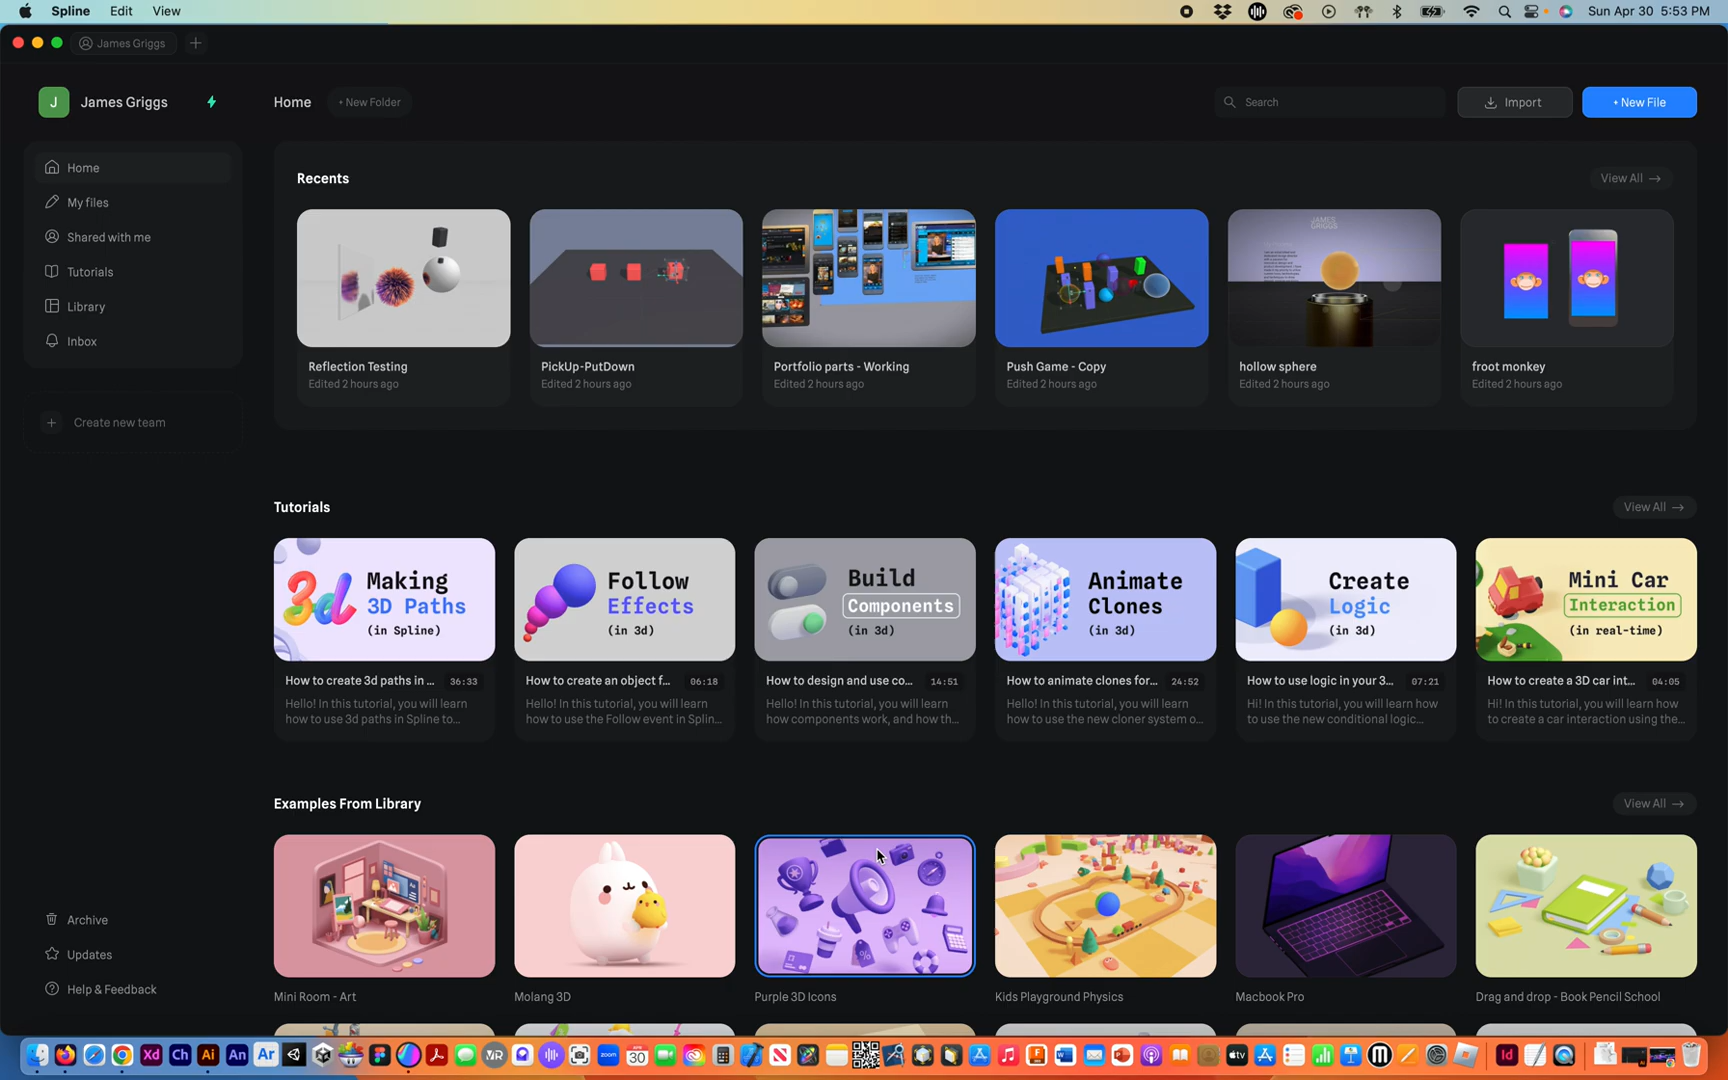 Spline Edit View
Sun Apr 30 5:53 PM
James Griggs
J James Griggs
Home + New Folder
Search
Import
+ New File
Home
My files
Shared with me
Tutorials
Library
Inbox
Create new team
Archive
Updates
Help & Feedback
Recents
View All →
JAMES
GRIGGS
Reflection Testing
Edited 2 hours ago
PickUp-PutDown
Edited 2 hours ago
Portfolio parts - Working
Edited 2 hours ago
Push Game - Copy
Edited 2 hours ago
hollow sphere
Edited 2 hours ago
froot monkey
Edited 2 hours ago
Tutorials
View All →
3d
Making
3D Paths
(in Spline)
How to create 3d paths in ... 36:33
Hello! In this tutorial, you will learn
how to use 3d paths in Spline to...
Follow
Effects
(in 3d)
How to create an object f... 06:18
Hello! In this tutorial, you will learn
how to use the Follow event in Splin...
Build
Components
(in 3d)
How to design and use co... 14:51
Hello! In this tutorial, you will learn
how components work, and how th...
Animate
Clones
(in 3d)
How to animate clones for... 24:52
Hello! In this tutorial, you will learn
how to use the new cloner system o...
Create
Logic
(in 3d)
How to use logic in your 3... 07:21
Hi! In this tutorial, you will learn how
to use the new conditional logic...
Mini Car
Interaction
(in real-time)
How to create a 3D car int... 04:05
Hi! In this tutorial, you will learn how
to create a car interaction using the...
Examples From Library
View All →
Mini Room - Art
Molang 3D
Purple 3D Icons
Kids Playground Physics
Macbook Pro
Drag and drop - Book Pencil School
Xd Ch Ai An Ar VR zoom 30 tv Id